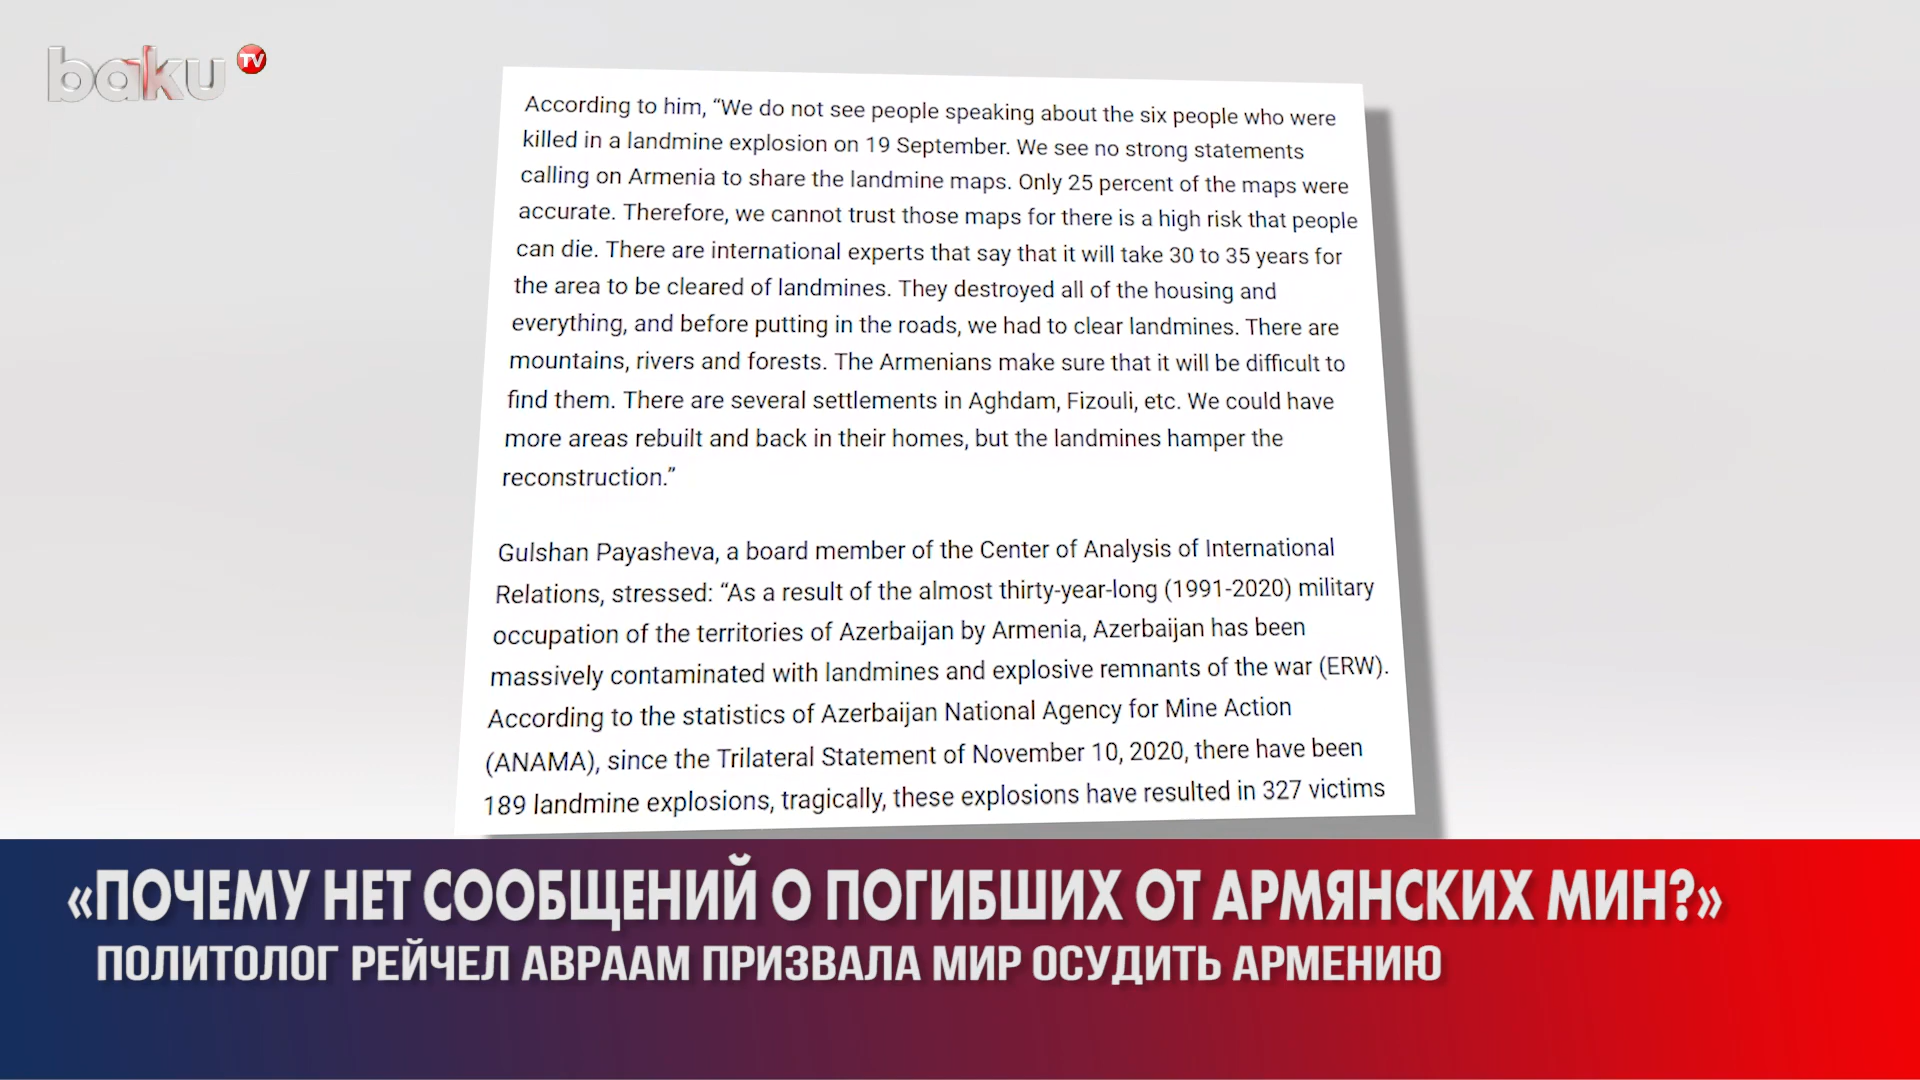 baku TV
According to him, “We do not see people speaking about the six people who were
killed in a landmine explosion on 19 September. We see no strong statements
calling on Armenia to share the landmine maps. Only 25 percent of the maps were
accurate. Therefore, we cannot trust those maps for there is a high risk that people
can die. There are international experts that say that it will take 30 to 35 years for
the area to be cleared of landmines. They destroyed all of the housing and
everything, and before putting in the roads, we had to clear landmines. There are
mountains, rivers and forests. The Armenians make sure that it will be difficult to
find them. There are several settlements in Aghdam, Fizouli, etc. We could have
more areas rebuilt and back in their homes, but the landmines hamper the
reconstruction.”
Gulshan Payasheva, a board member of the Center of Analysis of International
Relations, stressed: “As a result of the almost thirty-year-long (1991-2020) military
occupation of the territories of Azerbaijan by Armenia, Azerbaijan has been
massively contaminated with landmines and explosive remnants of the war (ERW).
According to the statistics of Azerbaijan National Agency for Mine Action
(ANAMA), since the Trilateral Statement of November 10, 2020, there have been
189 landmine explosions, tragically, these explosions have resulted in 327 victims
«ПОЧЕМУ НЕТ СООБЩЕНИЙ О ПОГИБШИХ ОТ АРМЯНСКИХ МИН?»
ПОЛИТОЛОГ РЕЙЧЕЛ АВРААМ ПРИЗВАЛА МИР ОСУДИТЬ АРМЕНИЮ